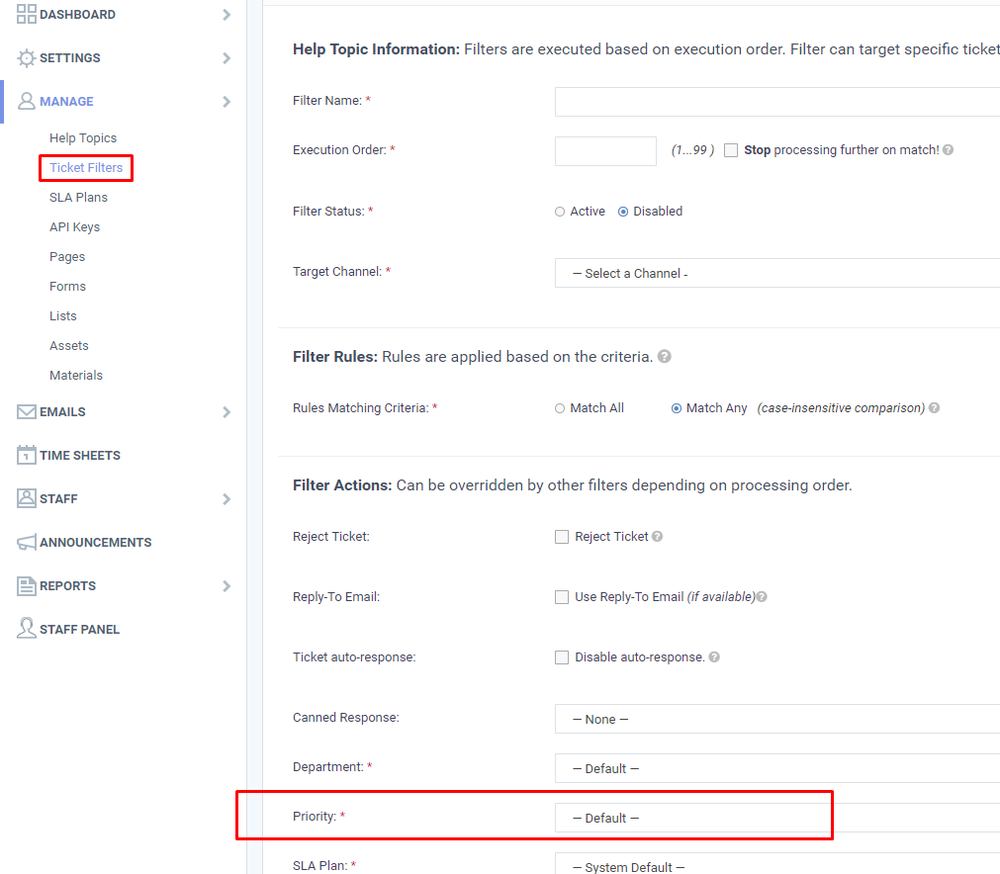 DASHBOARD
SETTINGS
MANAGE
Help Topics
Ticket Filters
SLA Plans
API Keys
Pages
Forms
Lists
Assets
Materials
EMAILS
TIME SHEETS
STAFF
ANNOUNCEMENTS
REPORTS
STAFF PANEL
Help Topic Information: Filters are executed based on execution order. Filter can target specific ticket
Filter Name: *
Execution Order: * (1...99 ) Stop processing further on match! ?
Filter Status: * Active Disabled
Target Channel: * — Select a Channel -
Filter Rules: Rules are applied based on the criteria. ?
Rules Matching Criteria: * Match All Match Any (case-insensitive comparison) ?
Filter Actions: Can be overridden by other filters depending on processing order.
Reject Ticket: Reject Ticket ?
Reply-To Email: Use Reply-To Email (if available) ?
Ticket auto-response: Disable auto-response. ?
Canned Response: — None —
Department: * — Default —
Priority: * — Default —
SLA Plan: * — System Default —